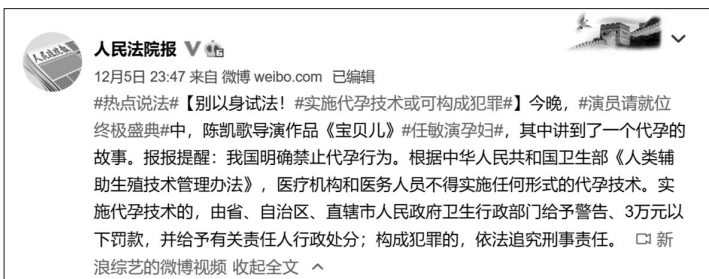 人民法院报
12月5日 23:47 来自 微博 weibo.com 已编辑
#热点说法#【别以身试法！#实施代孕技术或可构成犯罪#】今晚，#演员请就位
终极盛典#中，陈凯歌导演作品《宝贝儿》#任敏演孕妇#，其中讲到了一个代孕的
故事。报报提醒：我国明确禁止代孕行为。根据中华人民共和国卫生部《人类辅
助生殖技术管理办法》，医疗机构和医务人员不得实施任何形式的代孕技术。实
施代孕技术的，由省、自治区、直辖市人民政府卫生行政部门给予警告、3万元以
下罚款，并给予有关责任人行政处分；构成犯罪的，依法追究刑事责任。 新
浪综艺的微博视频 收起全文